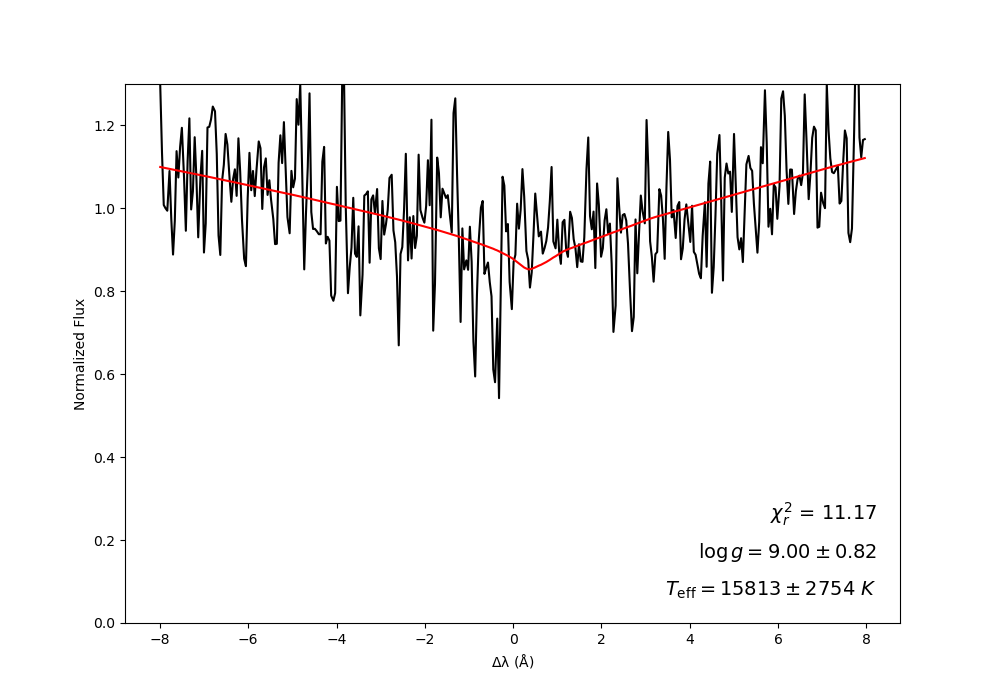 1.2
1.0
0.8
0.6
0.4
0.2
0.0
−8 −6 −4 −2 0 2 4 6 8
Normalized Flux
Δλ (Å)
χ²ᵣ = 11.17
log g = 9.00 ± 0.82
T_eff = 15813 ± 2754 K